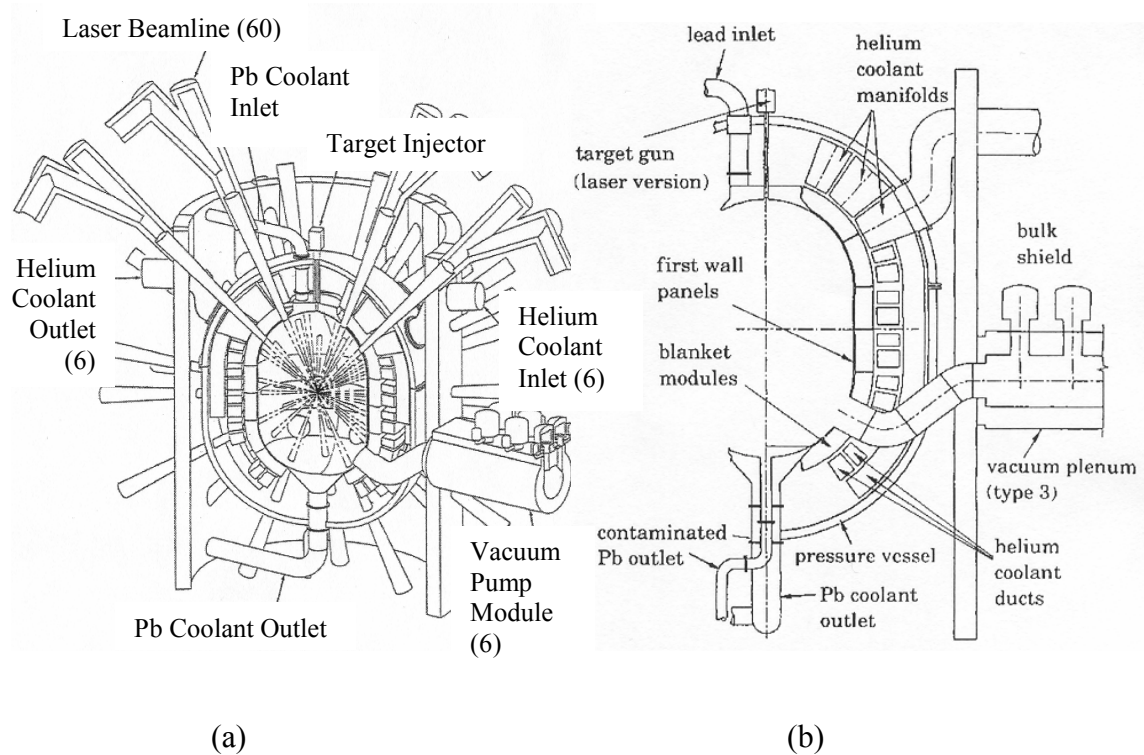 Laser Beamline (60)
Pb Coolant
Inlet
Target Injector
Helium
Coolant
Outlet
(6)
Helium
Coolant
Inlet (6)
Vacuum
Pump
Module
(6)
Pb Coolant Outlet
(a)
lead inlet
helium
coolant
manifolds
target gun
(laser version)
bulk
shield
first wall
panels
blanket
modules
vacuum plenum
(type 3)
contaminated
Pb outlet
pressure vessel
helium
coolant
ducts
Pb coolant
outlet
(b)